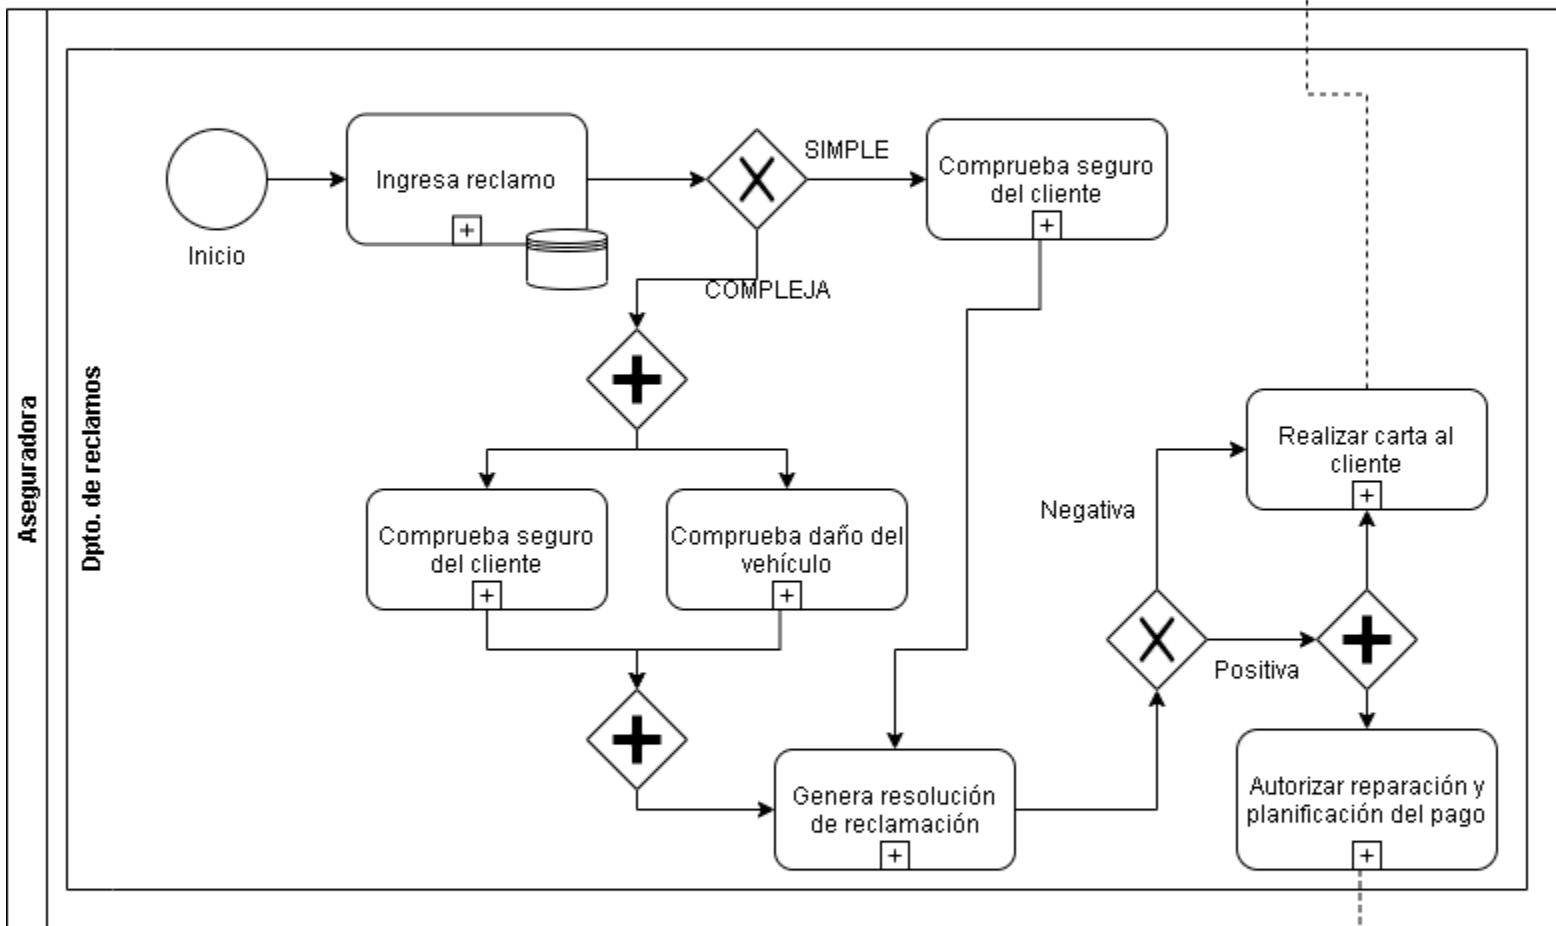 Aseguradora
Dpto. de reclamos
Inicio
Ingresa reclamo
SIMPLE
Comprueba seguro
del cliente
COMPLEJA
Comprueba seguro
del cliente
Comprueba daño del
vehículo
Genera resolución
de reclamación
Negativa
Positiva
Realizar carta al
cliente
Autorizar reparación y
planificación del pago